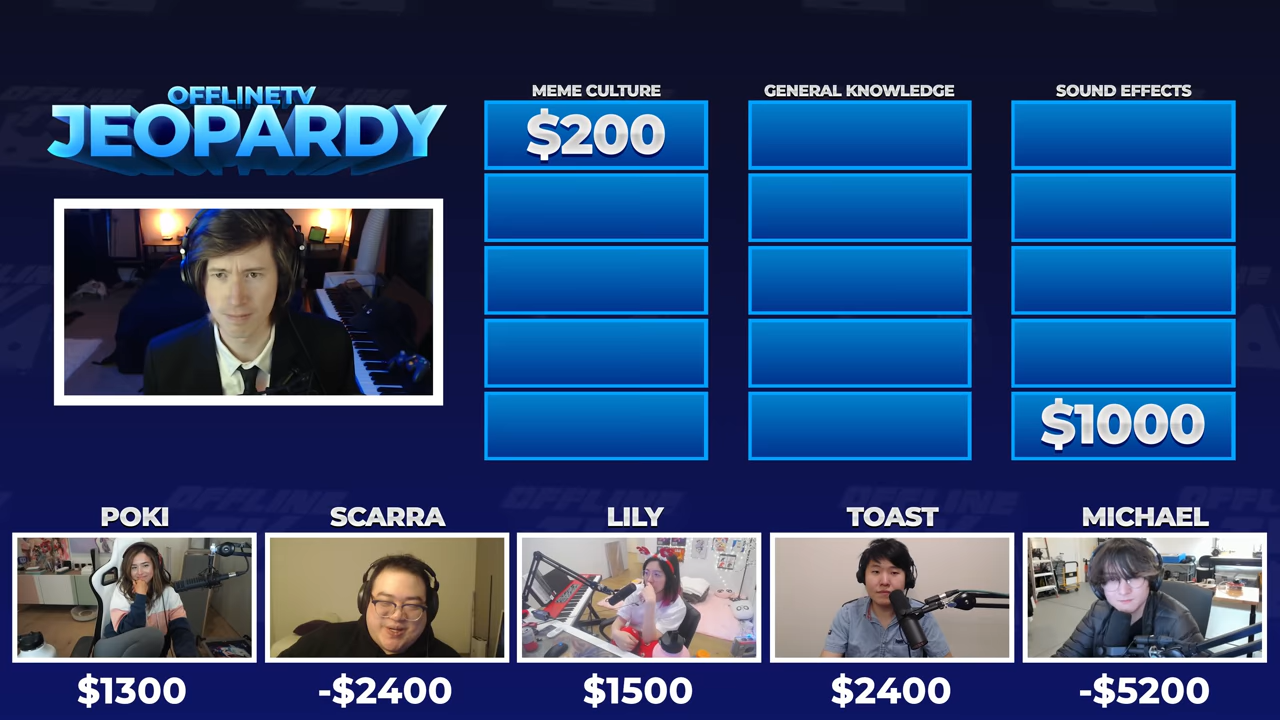 OFFLINETV
JEOPARDY
MEME CULTURE
GENERAL KNOWLEDGE
SOUND EFFECTS
$200
$1000
POKI
SCARRA
LILY
TOAST
MICHAEL
$1300
-$2400
$1500
$2400
-$5200